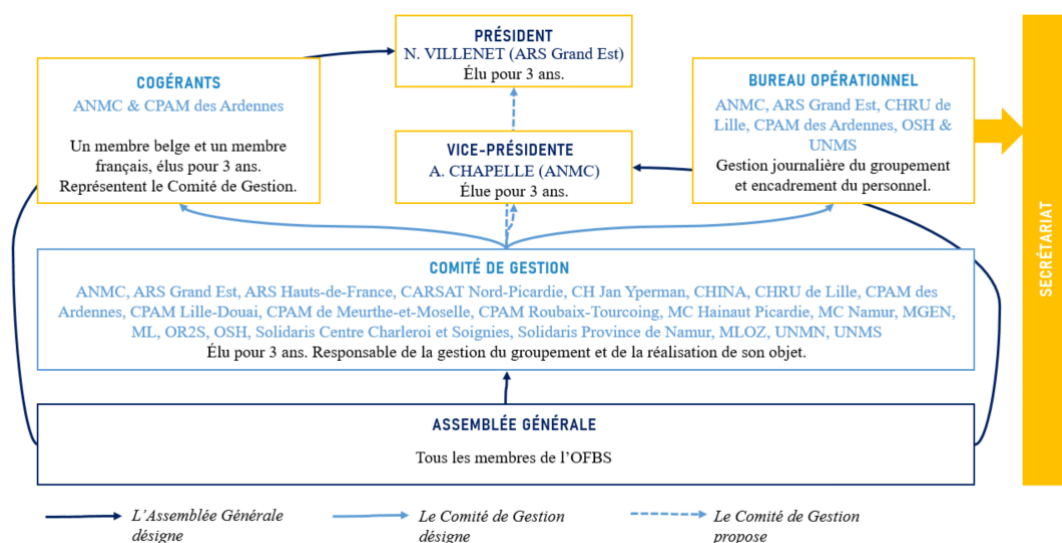 PRÉSIDENT
N. VILLENET (ARS Grand Est)
Élu pour 3 ans.
COGÉRANTS
ANMC & CPAM des Ardennes
Un membre belge et un membre
français, élus pour 3 ans.
Représentent le Comité de Gestion.
VICE-PRÉSIDENTE
A. CHAPELLE (ANMC)
Élue pour 3 ans.
BUREAU OPÉRATIONNEL
ANMC, ARS Grand Est, CHRU de
Lille, CPAM des Ardennes, OSH &
UNMS
Gestion journalière du groupement
et encadrement du personnel.
SECRÉTARIAT
COMITÉ DE GESTION
ANMC, ARS Grand Est, ARS Hauts-de-France, CARSAT Nord-Picardie, CH Jan Yperman, CHINA, CHRU de Lille, CPAM des
Ardennes, CPAM Lille-Douai, CPAM de Meurthe-et-Moselle, CPAM Roubaix-Tourcoing, MC Hainaut Picardie, MC Namur, MGEN,
ML, OR2S, OSH, Solidaris Centre Charleroi et Soignies, Solidaris Province de Namur, MLOZ, UNMN, UNMS
Élu pour 3 ans. Responsable de la gestion du groupement et de la réalisation de son objet.
ASSEMBLÉE GÉNÉRALE
Tous les membres de l'OFBS
L'Assemblée Générale
désigne
Le Comité de Gestion
désigne
Le Comité de Gestion
propose